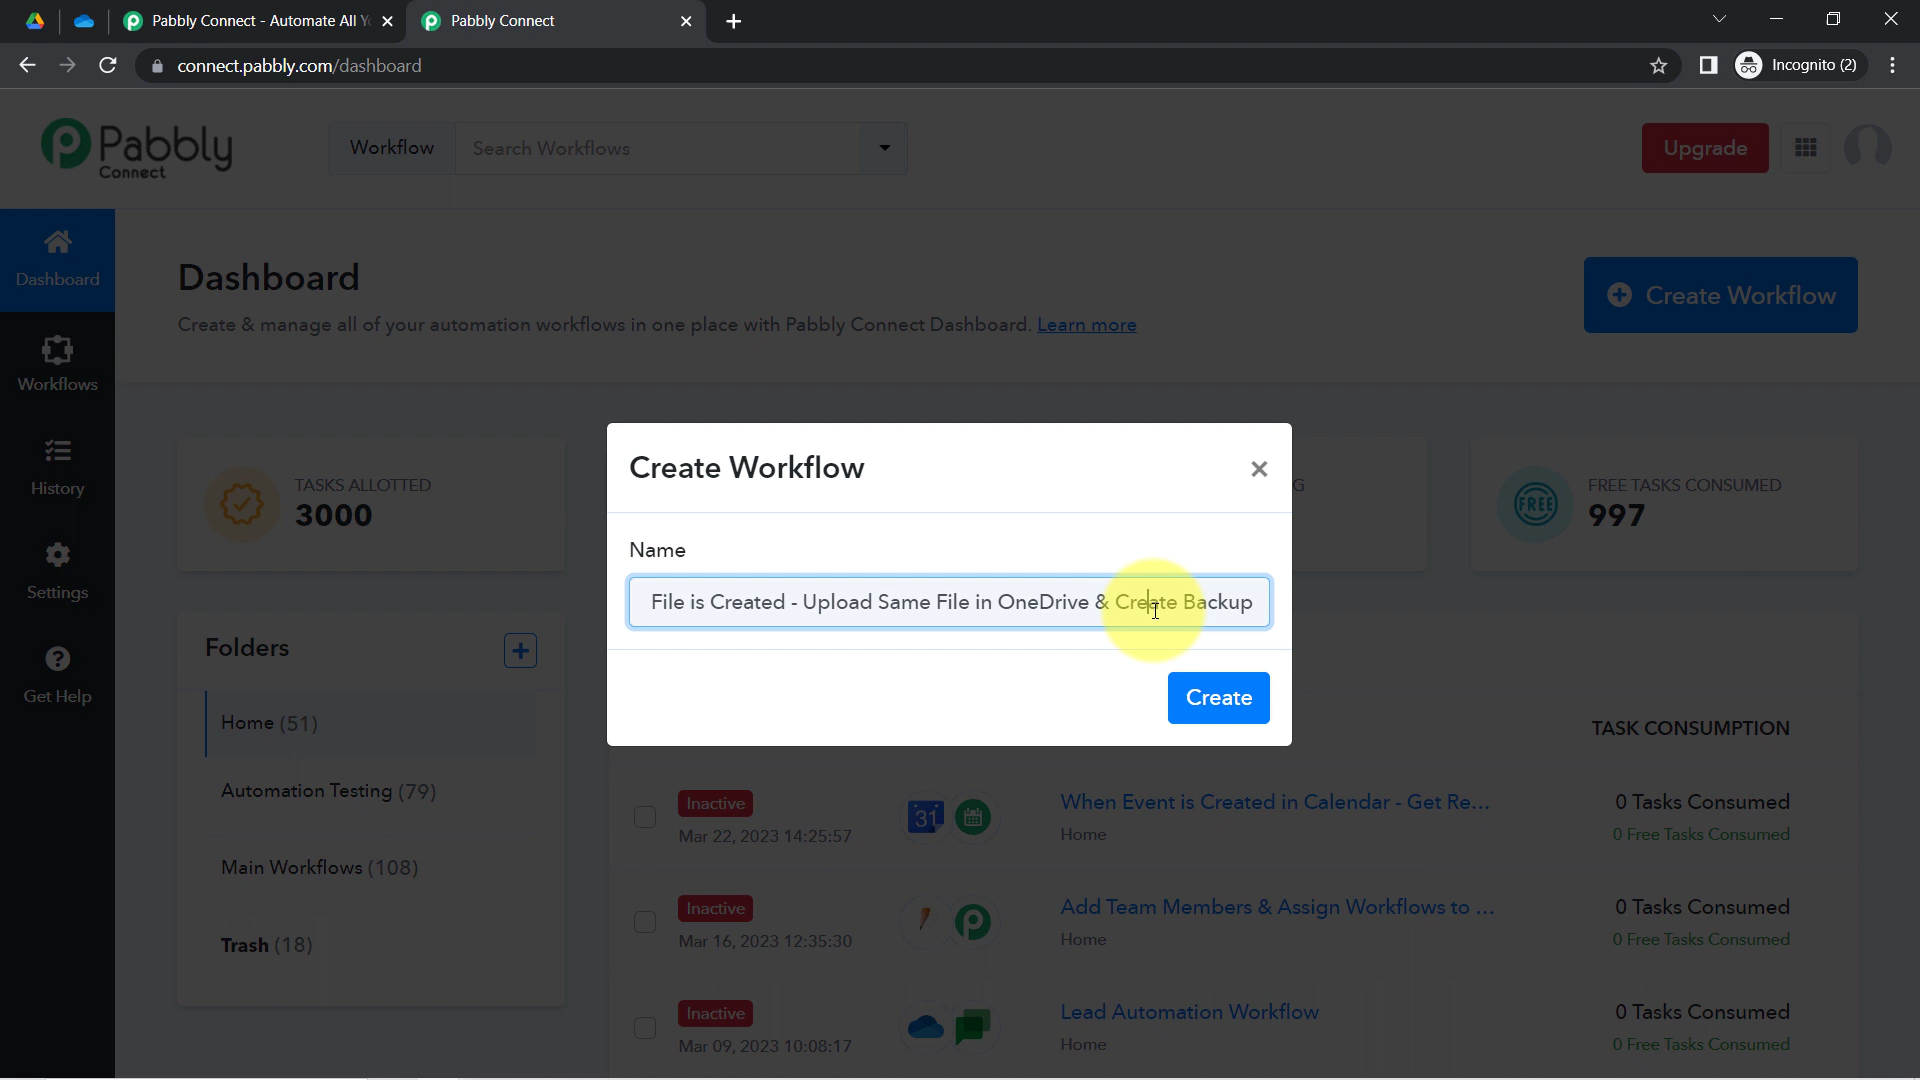 Pabbly Connect - Automate All Y
Pabbly Connect
connect.pabbly.com/dashboard
Incognito (2)
Pabbly
Connect
Workflow
Search Workflows
Upgrade
Dashboard
Workflows
History
Settings
Get Help
Dashboard
Create & manage all of your automation workflows in one place with Pabbly Connect Dashboard. Learn more
Create Workflow
TASKS ALLOTTED
3000
G
FREE
FREE TASKS CONSUMED
997
Create Workflow
Name
File is Created - Upload Same File in OneDrive & Create Backup
Create
Folders
Home (51)
Automation Testing (79)
Main Workflows (108)
Trash (18)
TASK CONSUMPTION
Inactive
Mar 22, 2023 14:25:57
31
When Event is Created in Calendar - Get Re...
Home
0 Tasks Consumed
0 Free Tasks Consumed
Inactive
Mar 16, 2023 12:35:30
Add Team Members & Assign Workflows to ...
Home
0 Tasks Consumed
0 Free Tasks Consumed
Inactive
Mar 09, 2023 10:08:17
Lead Automation Workflow
Home
0 Tasks Consumed
0 Free Tasks Consumed